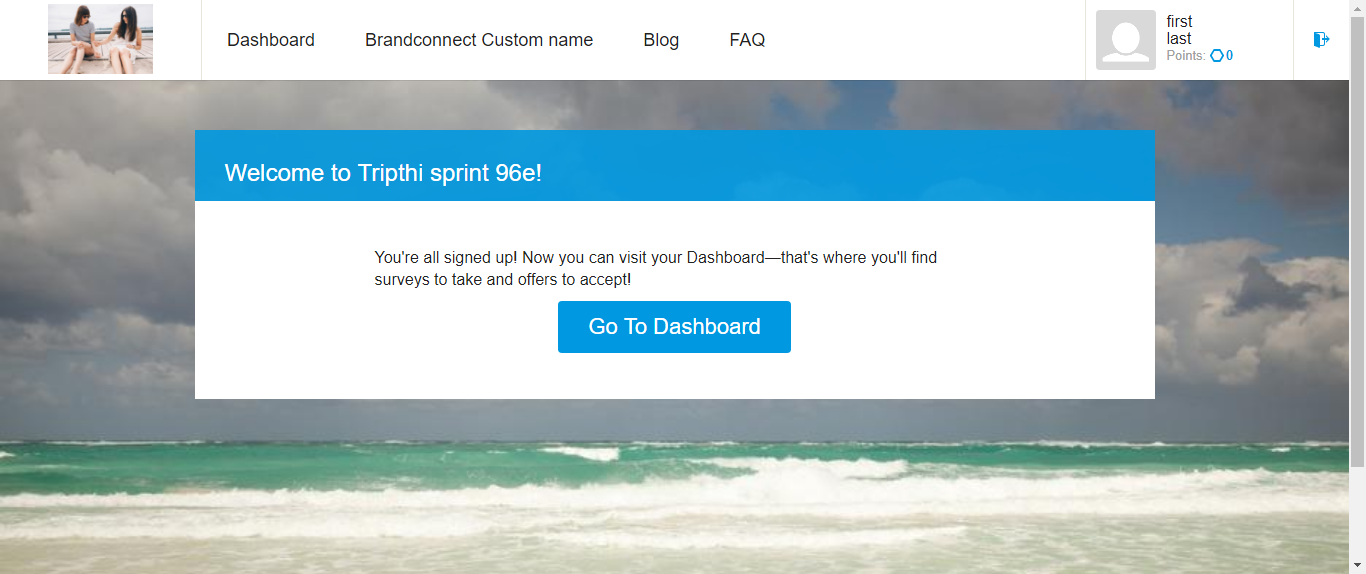 Dashboard
Brandconnect Custom name
Blog
FAQ
first
last
Points: 0
Welcome to Tripthi sprint 96e!
You're all signed up! Now you can visit your Dashboard—that's where you'll find
surveys to take and offers to accept!
Go To Dashboard